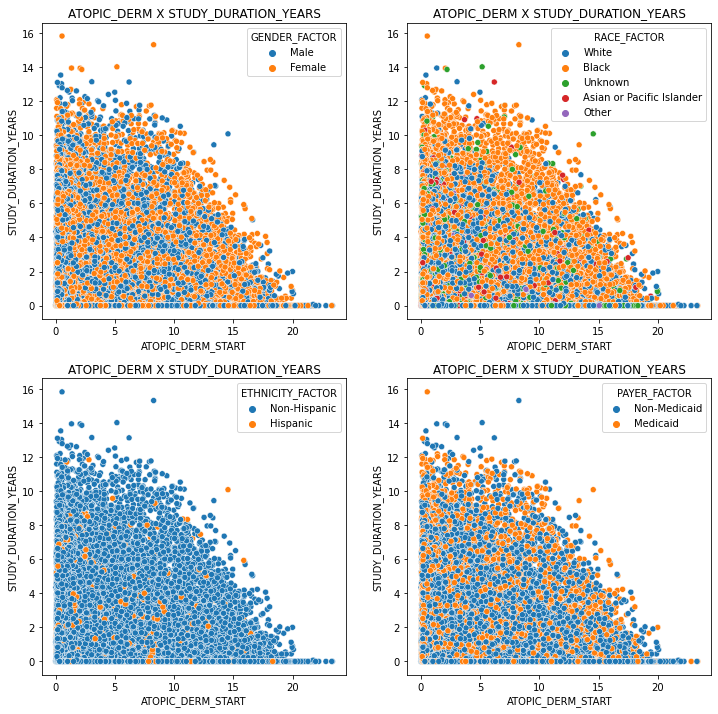 ATOPIC_DERM X STUDY_DURATION_YEARS
STUDY_DURATION_YEARS
16
14
12
10
8
6
4
2
0
GENDER_FACTOR
Male
Female
0 5 10 15 20
ATOPIC_DERM_START
ATOPIC_DERM X STUDY_DURATION_YEARS
STUDY_DURATION_YEARS
16
14
12
10
8
6
4
2
0
RACE_FACTOR
White
Black
Unknown
Asian or Pacific Islander
Other
0 5 10 15 20
ATOPIC_DERM_START
ATOPIC_DERM X STUDY_DURATION_YEARS
STUDY_DURATION_YEARS
16
14
12
10
8
6
4
2
0
ETHNICITY_FACTOR
Non-Hispanic
Hispanic
0 5 10 15 20
ATOPIC_DERM_START
ATOPIC_DERM X STUDY_DURATION_YEARS
STUDY_DURATION_YEARS
16
14
12
10
8
6
4
2
0
PAYER_FACTOR
Non-Medicaid
Medicaid
0 5 10 15 20
ATOPIC_DERM_START